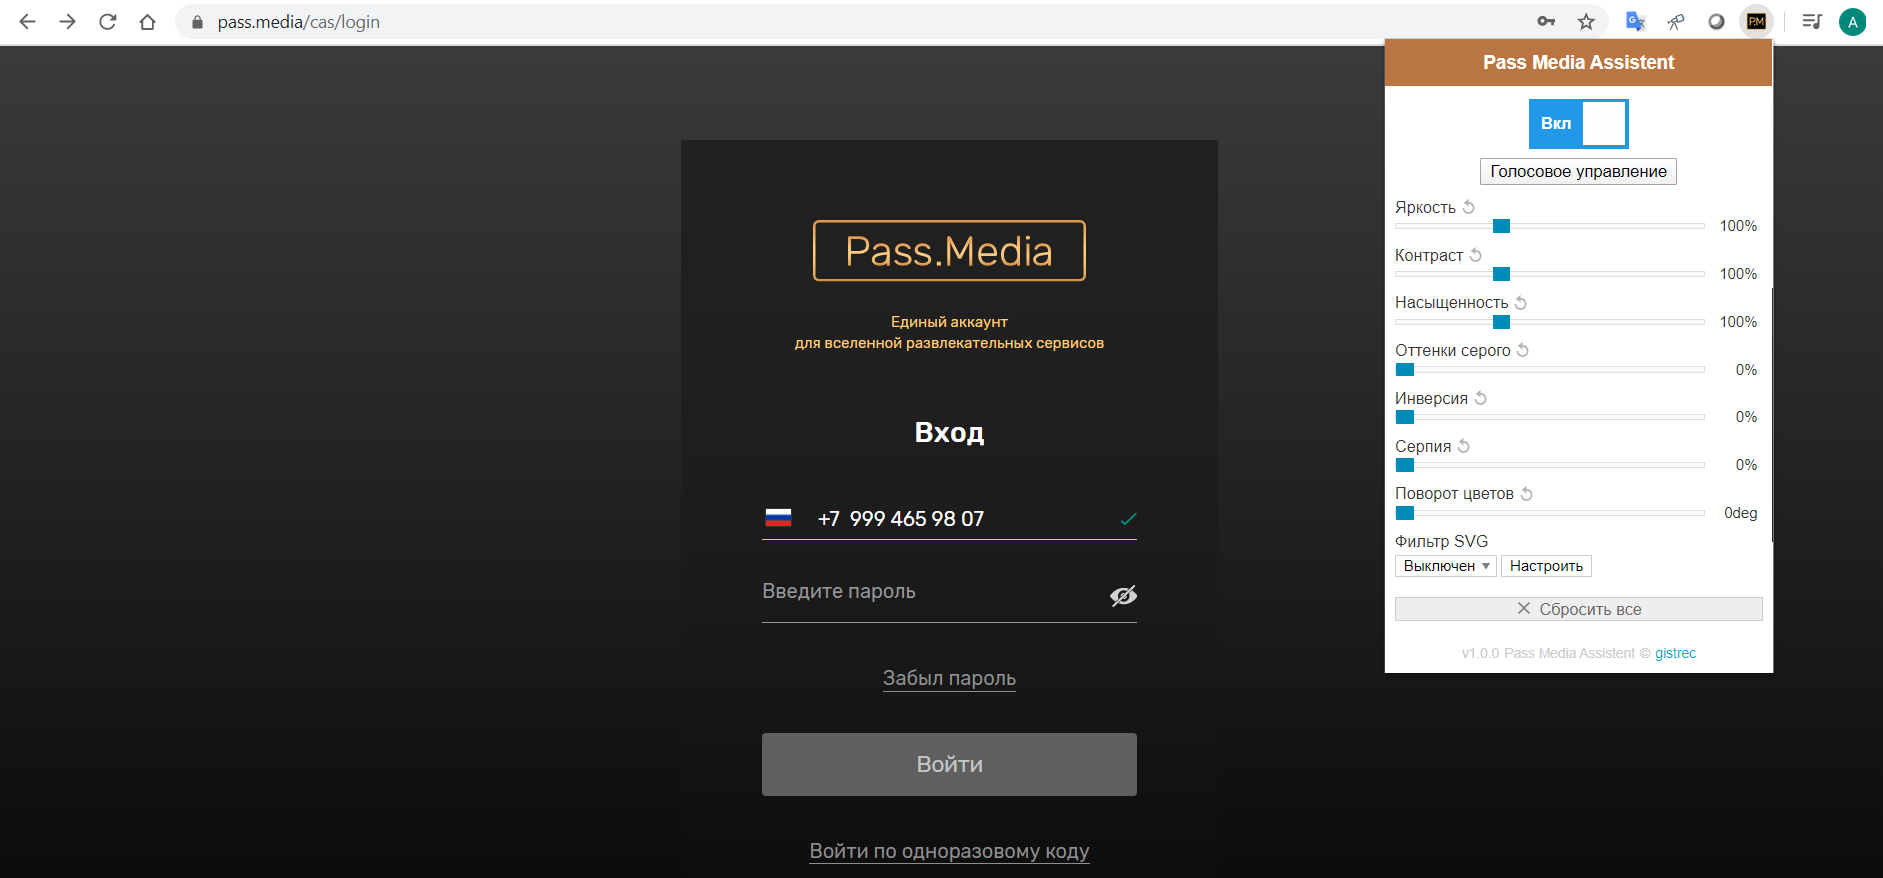 pass.media/cas/login
PM
A
Pass.Media
Единый аккаунт
для вселенной развлекательных сервисов
Вход
+7 999 465 98 07
Введите пароль
Забыл пароль
Войти
Войти по одноразовому коду
Pass Media Assistent
Вкл
Голосовое управление
Яркость
100%
Контраст
100%
Насыщенность
100%
Оттенки серого
0%
Инверсия
0%
Серпия
0%
Поворот цветов
0deg
Фильтр SVG
Выключен Настроить
Сбросить все
v1.0.0 Pass Media Assistent © gistrec